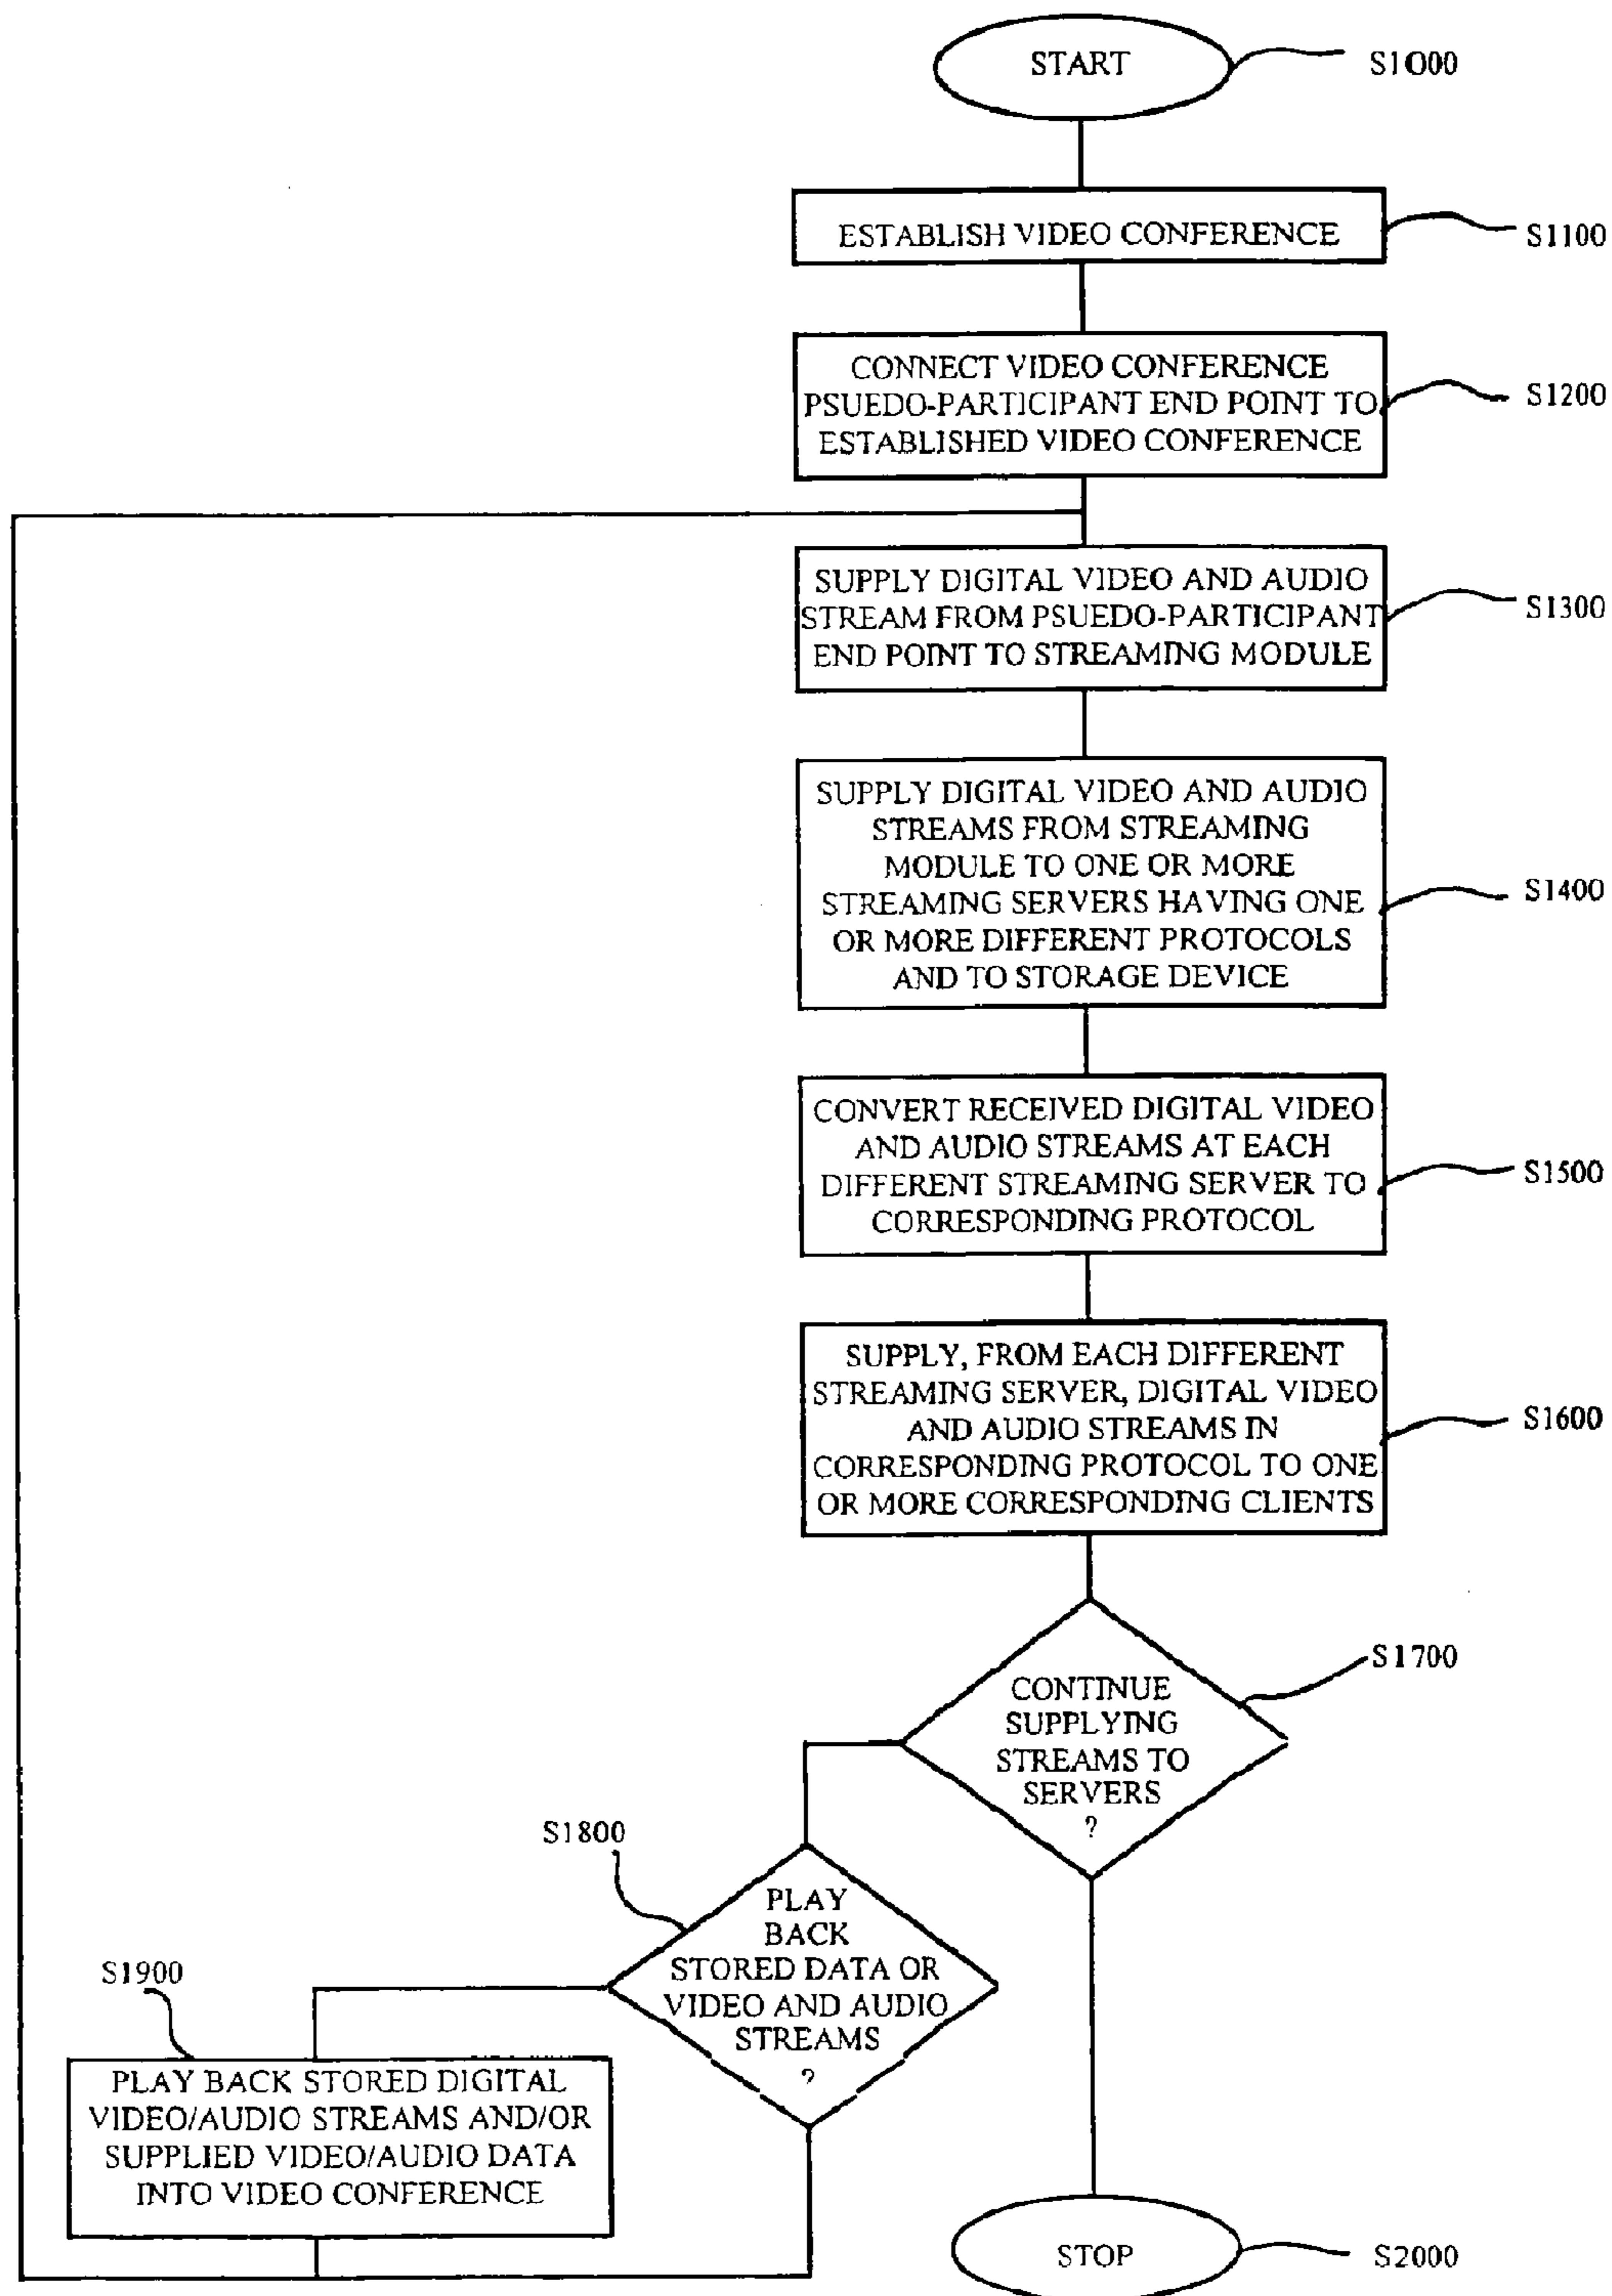 START
S1000
ESTABLISH VIDEO CONFERENCE
S1100
CONNECT VIDEO CONFERENCE
PSUEDO-PARTICIPANT END POINT TO
ESTABLISHED VIDEO CONFERENCE
S1200
SUPPLY DIGITAL VIDEO AND AUDIO
STREAM FROM PSUEDO-PARTICIPANT
END POINT TO STREAMING MODULE
S1300
SUPPLY DIGITAL VIDEO AND AUDIO
STREAMS FROM STREAMING
MODULE TO ONE OR MORE
STREAMING SERVERS HAVING ONE
OR MORE DIFFERENT PROTOCOLS
AND TO STORAGE DEVICE
S1400
CONVERT RECEIVED DIGITAL VIDEO
AND AUDIO STREAMS AT EACH
DIFFERENT STREAMING SERVER TO
CORRESPONDING PROTOCOL
S1500
SUPPLY, FROM EACH DIFFERENT
STREAMING SERVER, DIGITAL VIDEO
AND AUDIO STREAMS IN
CORRESPONDING PROTOCOL TO ONE
OR MORE CORRESPONDING CLIENTS
S1600
CONTINUE
SUPPLYING
STREAMS TO
SERVERS
?
S1700
S1800
PLAY
BACK
STORED DATA OR
VIDEO AND AUDIO
STREAMS
?
S1900
PLAY BACK STORED DIGITAL
VIDEO/AUDIO STREAMS AND/OR
SUPPLIED VIDEO/AUDIO DATA
INTO VIDEO CONFERENCE
STOP
S2000